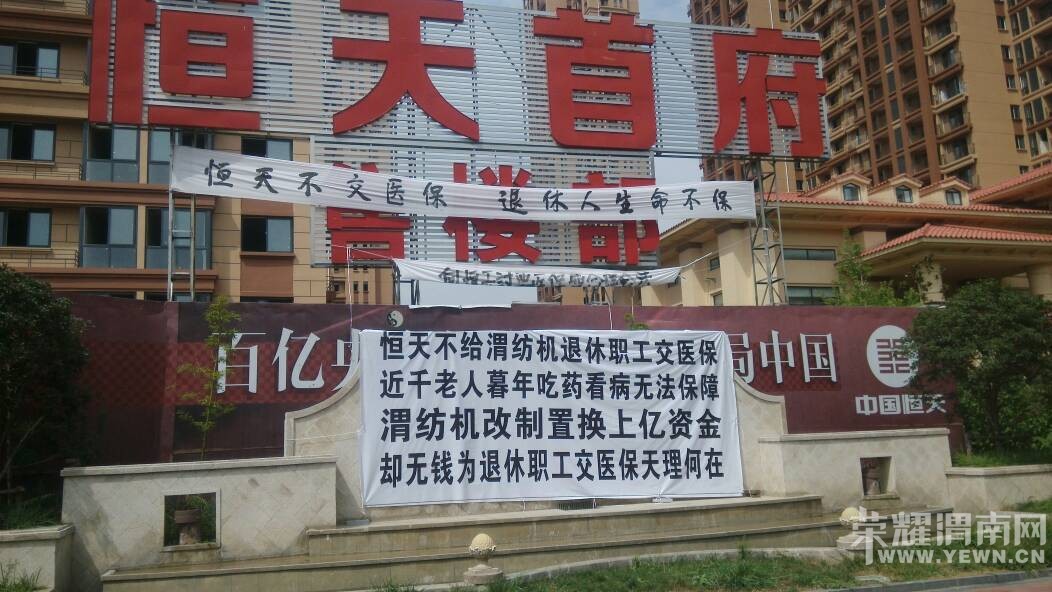 恒天首府
恒天不交医保 退休人生命不保
售楼部
百亿央
局中国
中国恒天
恒天不给渭纺机退休职工交医保
近千老人暮年吃药看病无法保障
渭纺机改制置换上亿资金
却无钱为退休职工交医保天理何在
荣耀渭南网
WWW.YEWN.CN